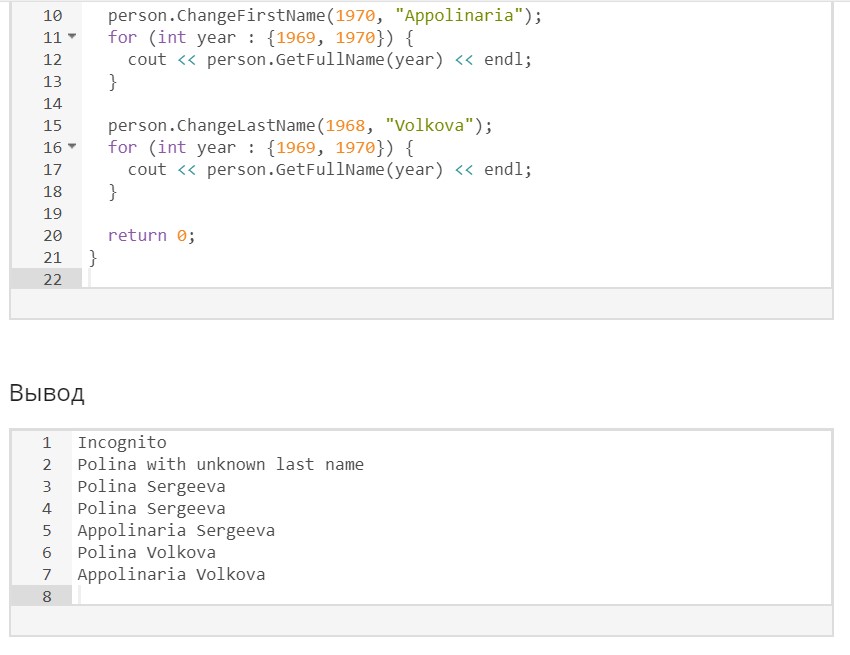 10 person.ChangeFirstName(1970, "Appolinaria");
11 for (int year : {1969, 1970}) {
12 cout << person.GetFullName(year) << endl;
13 }
14
15 person.ChangeLastName(1968, "Volkova");
16 for (int year : {1969, 1970}) {
17 cout << person.GetFullName(year) << endl;
18 }
19
20 return 0;
21 }
22
Вывод
1 Incognito
2 Polina with unknown last name
3 Polina Sergeeva
4 Polina Sergeeva
5 Appolinaria Sergeeva
6 Polina Volkova
7 Appolinaria Volkova
8